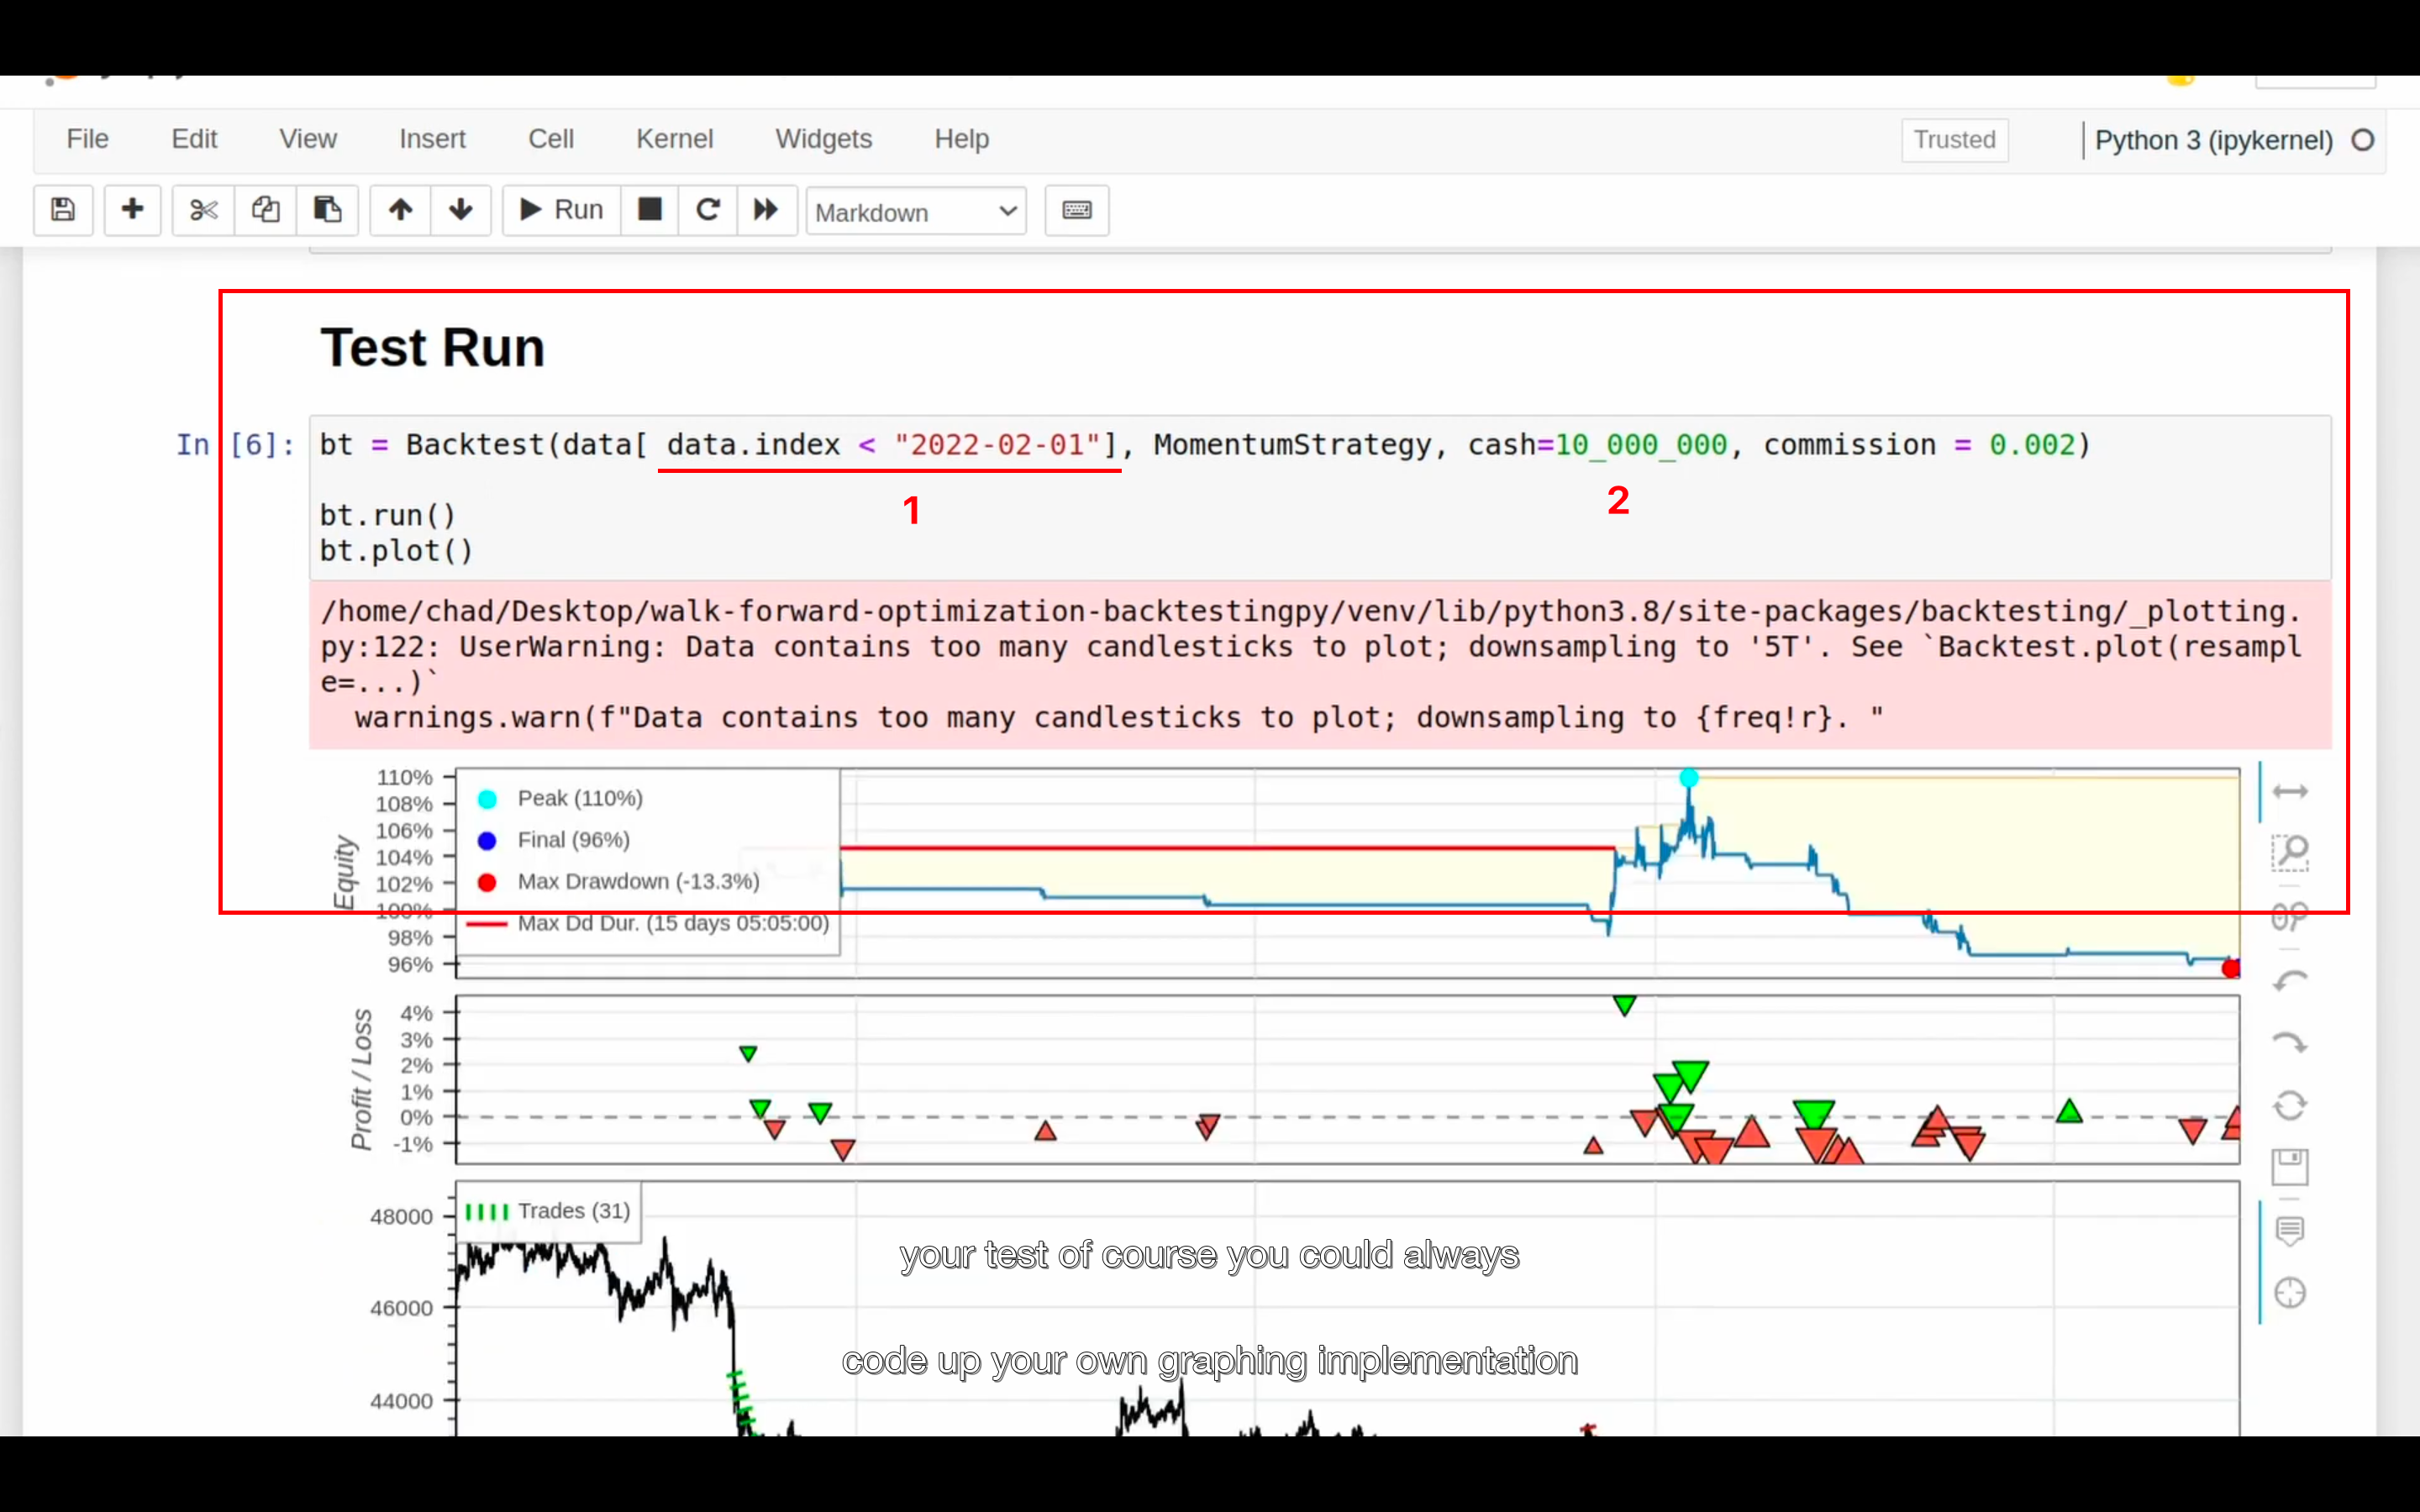 File Edit View Insert Cell Kernel Widgets Help Trusted Python 3 (ipykernel)
Run Markdown
Test Run
In [6]: bt = Backtest(data[ data.index < "2022-02-01"], MomentumStrategy, cash=10_000_000, commission = 0.002)
1 2
bt.run()
bt.plot()
/home/chad/Desktop/walk-forward-optimization-backtestingpy/venv/lib/python3.8/site-packages/backtesting/_plotting.
py:122: UserWarning: Data contains too many candlesticks to plot; downsampling to '5T'. See `Backtest.plot(resampl
e=...)`
warnings.warn(f"Data contains too many candlesticks to plot; downsampling to {freq!r}. "
Equity
110%
108%
106%
104%
102%
100%
98%
96%
Peak (110%)
Final (96%)
Max Drawdown (-13.3%)
Max Dd Dur. (15 days 05:05:00)
Profit / Loss
4%
3%
2%
1%
0%
-1%
Trades (31)
48000
46000
44000
your test of course you could always
code up your own graphing implementation